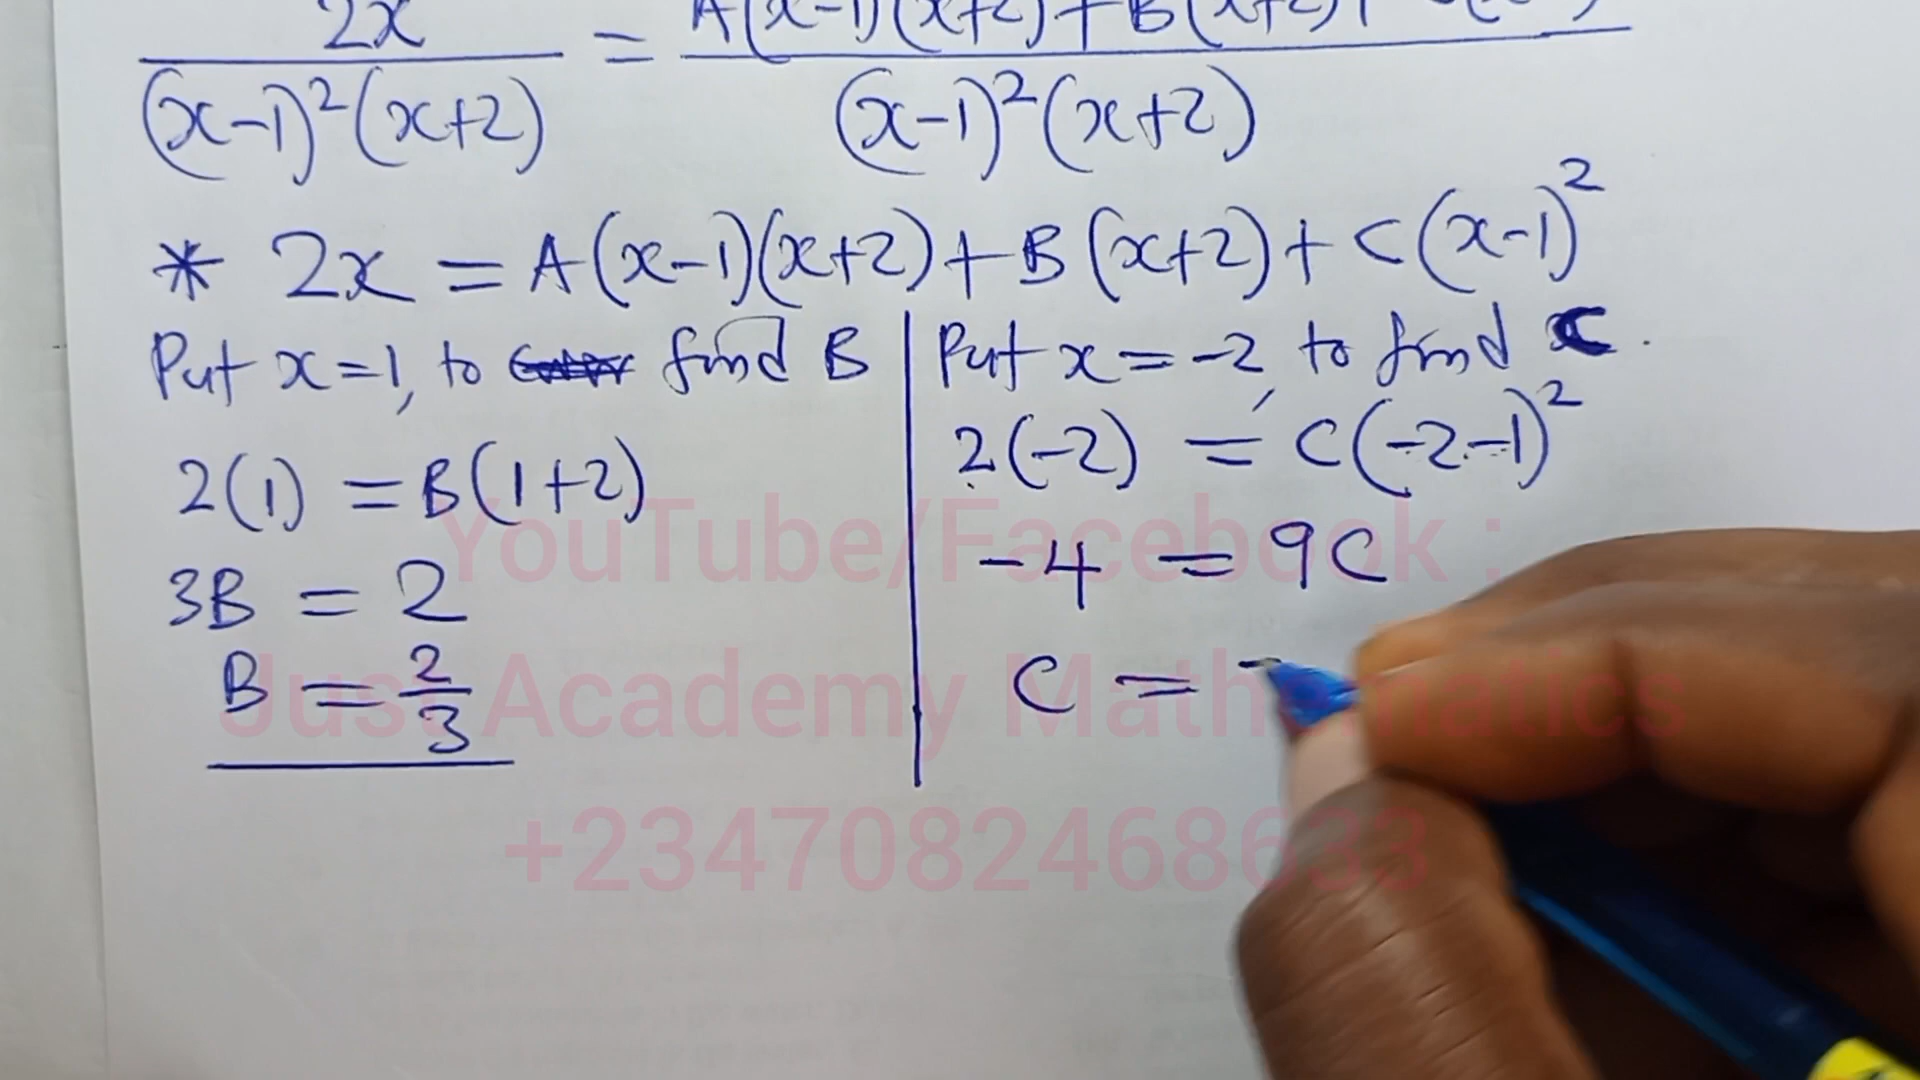 2x = A(x-1)(x+2)+B(x+2)+
(x-1)²(x+2) (x-1)²(x+2)
* 2x = A(x-1)(x+2)+B(x+2)+C(x-1)²
Put x=1, to find B
2(1) = B(1+2)
3B = 2
B = 2/3
Put x=-2, to find C.
2(-2) = C(-2-1)²
-4 = 9C
C = -
YouTube/Facebook :
Just Academy Mathematics
+2347082468633